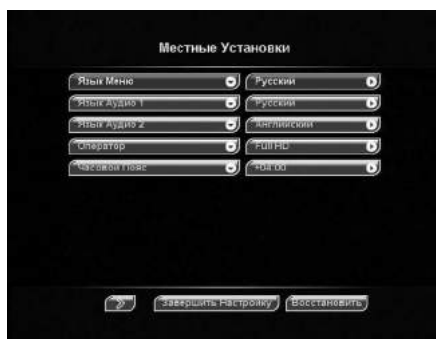 Местные Установки
Язык Меню Русский
Язык Аудио 1 Русский
Язык Аудио 2 Английский
Оператор Full HD
Часовой Пояс +04:00
Завершить Настройку Восстановить